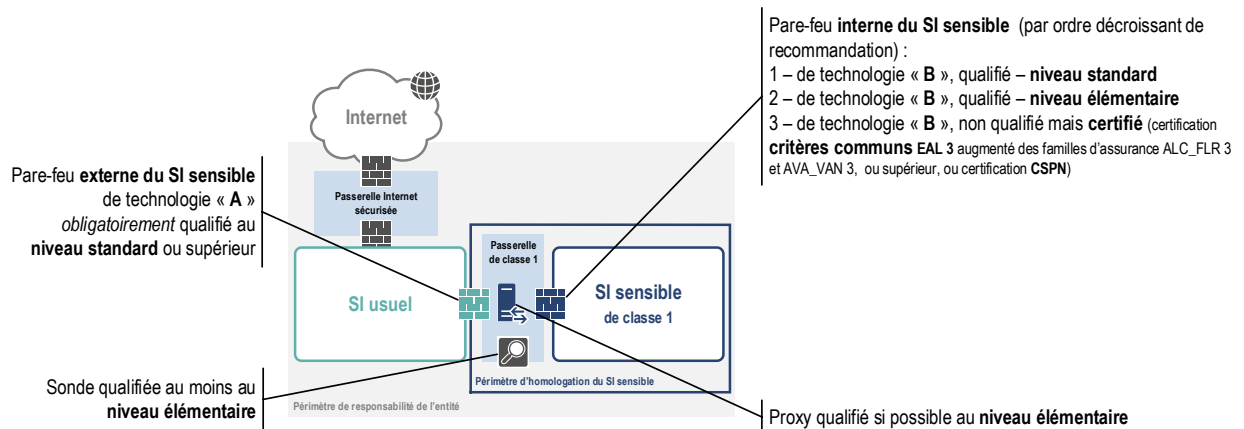 Pare-feu interne du SI sensible (par ordre décroissant de
recommandation) :
1 – de technologie « B », qualifié – niveau standard
2 – de technologie « B », qualifié – niveau élémentaire
3 – de technologie « B », non qualifié mais certifié (certification
critères communs EAL 3 augmenté des familles d'assurance ALC_FLR 3
et AVA_VAN 3, ou supérieur, ou certification CSPN)
Internet
Pare-feu externe du SI sensible
de technologie « A »
obligatoirement qualifié au
niveau standard ou supérieur
Passerelle Internet
sécurisée
Passerelle
de classe 1
SI usuel
SI sensible
de classe 1
Périmètre d'homologation du SI sensible
Périmètre de responsabilité de l'entité
Sonde qualifiée au moins au
niveau élémentaire
Proxy qualifié si possible au niveau élémentaire